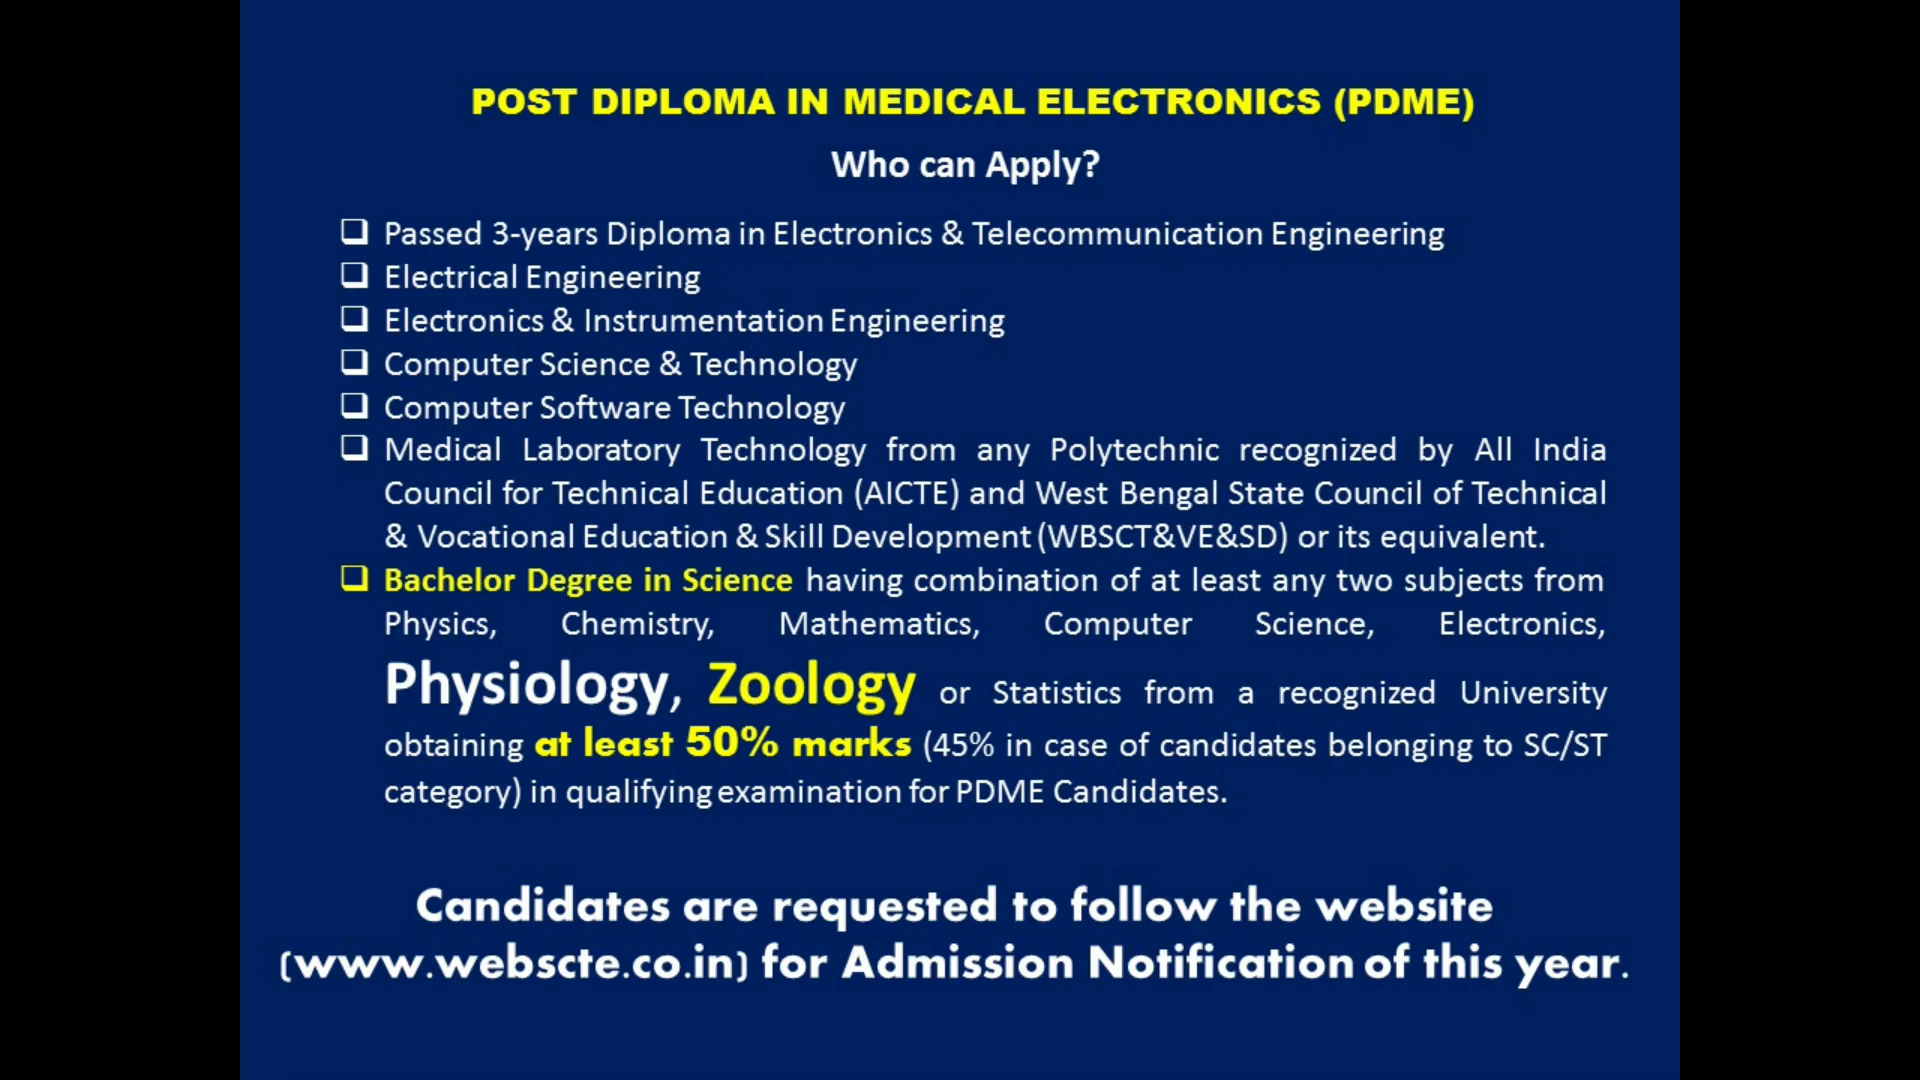 POST DIPLOMA IN MEDICAL ELECTRONICS (PDME)
Who can Apply?
❑ Passed 3-years Diploma in Electronics & Telecommunication Engineering
❑ Electrical Engineering
❑ Electronics & Instrumentation Engineering
❑ Computer Science & Technology
❑ Computer Software Technology
❑ Medical Laboratory Technology from any Polytechnic recognized by All India
Council for Technical Education (AICTE) and West Bengal State Council of Technical
& Vocational Education & Skill Development (WBSCT&VE&SD) or its equivalent.
❑ Bachelor Degree in Science having combination of at least any two subjects from
Physics, Chemistry, Mathematics, Computer Science, Electronics,
Physiology, Zoology or Statistics from a recognized University
obtaining at least 50% marks (45% in case of candidates belonging to SC/ST
category) in qualifying examination for PDME Candidates.
Candidates are requested to follow the website
(www.webscte.co.in) for Admission Notification of this year.